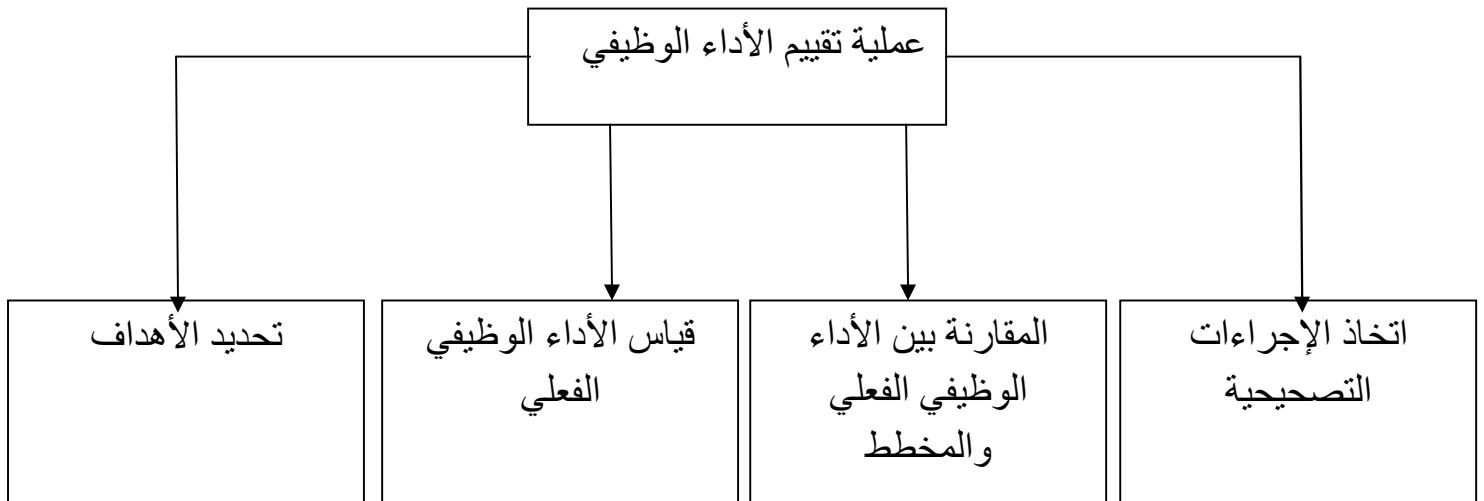 عملية تقييم الأداء الوظيفي
اتخاذ الإجراءات
التصحيحية
المقارنة بين الأداء
الوظيفي الفعلي
والمخطط
قياس الأداء الوظيفي
الفعلي
تحديد الأهداف